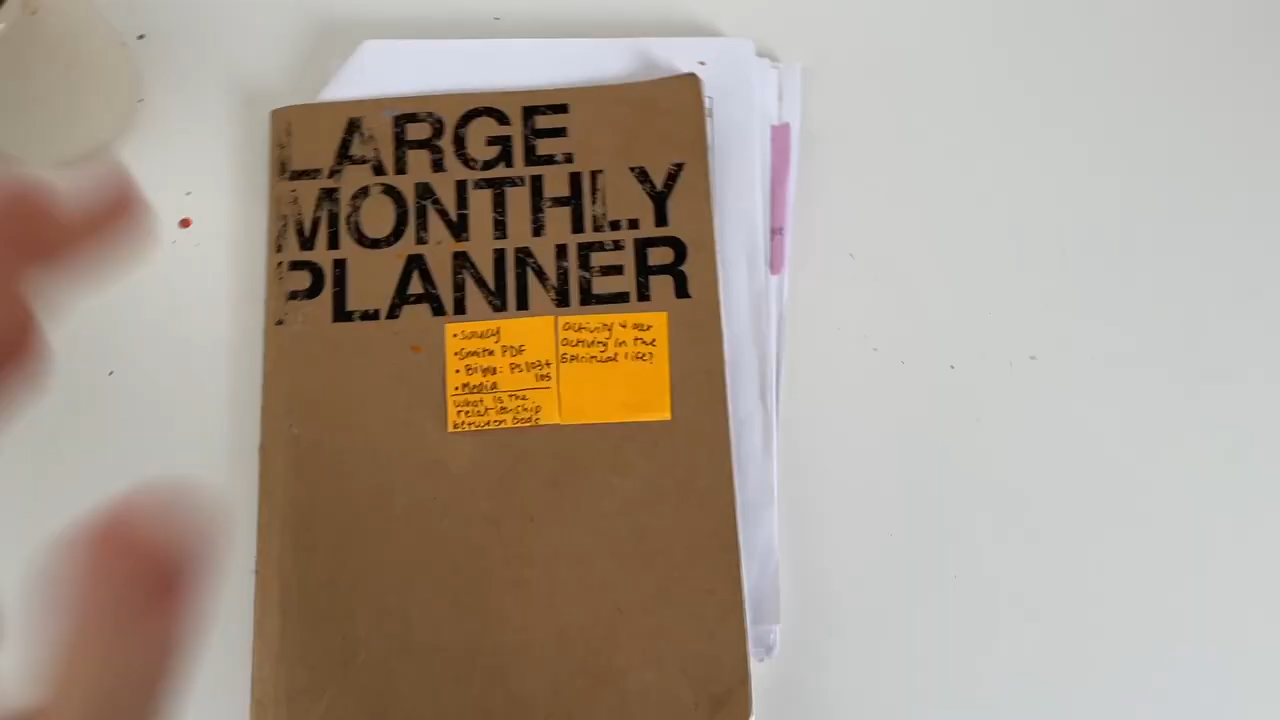 LARGE
MONTHLY
PLANNER
• Saucy
• Smith PDF
• Bible: Ps 103 +
105
• Media
What is the
relationship
between God's
activity & our
activity in the
Spiritual life?